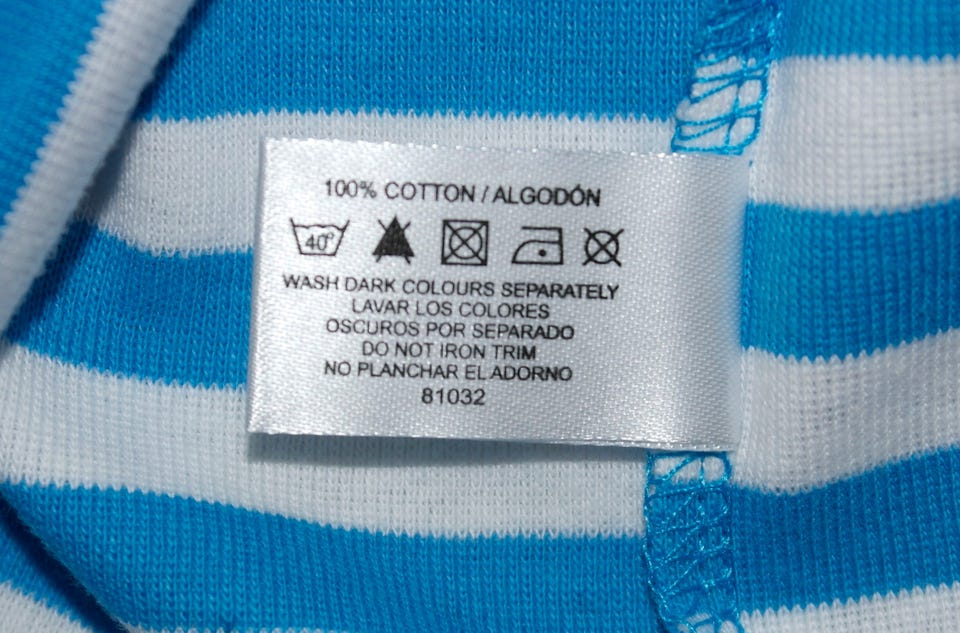 100% COTTON / ALGODÓN
40°
WASH DARK COLOURS SEPARATELY
LAVAR LOS COLORES
OSCUROS POR SEPARADO
DO NOT IRON TRIM
NO PLANCHAR EL ADORNO
81032